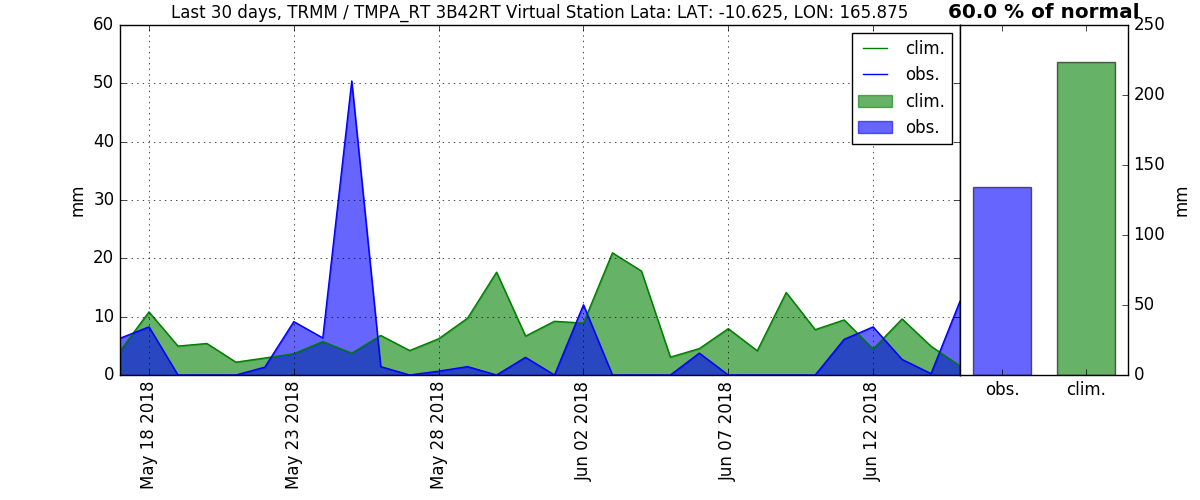 Last 30 days, TRMM / TMPA_RT 3B42RT Virtual Station Lata: LAT: -10.625, LON: 165.875
60.0 % of normal
60
50
40
30
20
10
0
mm
clim.
obs.
clim.
obs.
May 18 2018
May 23 2018
May 28 2018
Jun 02 2018
Jun 07 2018
Jun 12 2018
250
200
150
100
50
0
mm
obs.
clim.